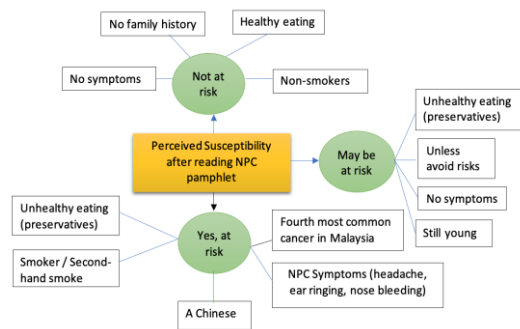 No family history
Healthy eating
No symptoms
Not at
risk
Non-smokers
Perceived Susceptibility
after reading NPC
pamphlet
May be
at risk
Unhealthy eating
(preservatives)
Unless
avoid risks
No symptoms
Still young
Unhealthy eating
(preservatives)
Smoker / Second-
hand smoke
Yes, at
risk
Fourth most common
cancer in Malaysia
NPC Symptoms (headache,
ear ringing, nose bleeding)
A Chinese